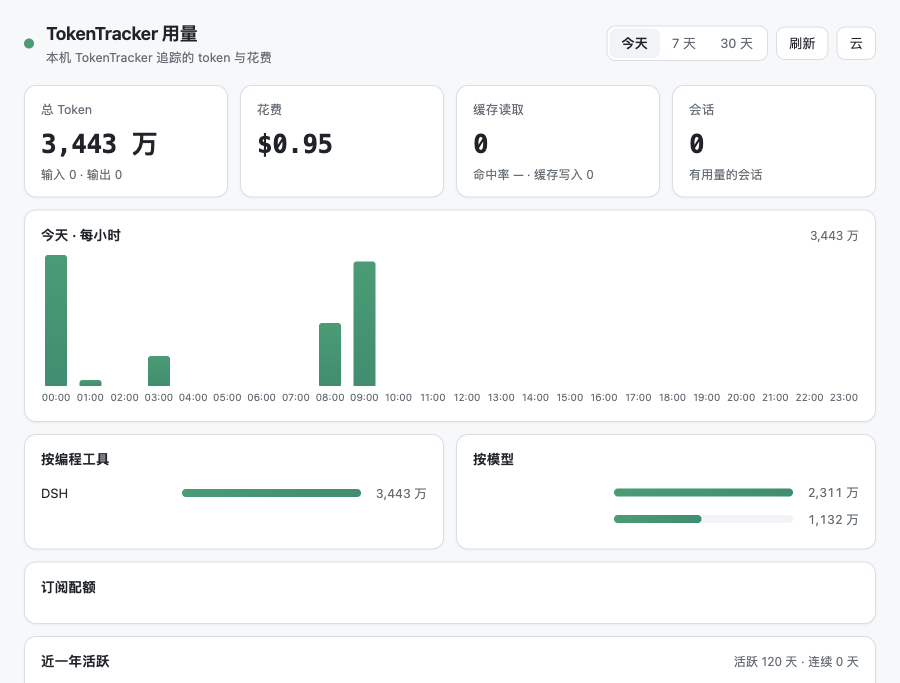 TokenTracker 用量
本机 TokenTracker 追踪的 token 与花费
今天 7 天 30 天 刷新 云
总 Token
3,443 万
输入 0 · 输出 0
花费
$0.95
缓存读取
0
命中率 — · 缓存写入 0
会话
0
有用量的会话
今天 · 每小时 3,443 万
00:00 01:00 02:00 03:00 04:00 05:00 06:00 07:00 08:00 09:00 10:00 11:00 12:00 13:00 14:00 15:00 16:00 17:00 18:00 19:00 20:00 21:00 22:00 23:00
按编程工具
DSH 3,443 万
按模型
2,311 万
1,132 万
订阅配额
近一年活跃 活跃 120 天 · 连续 0 天